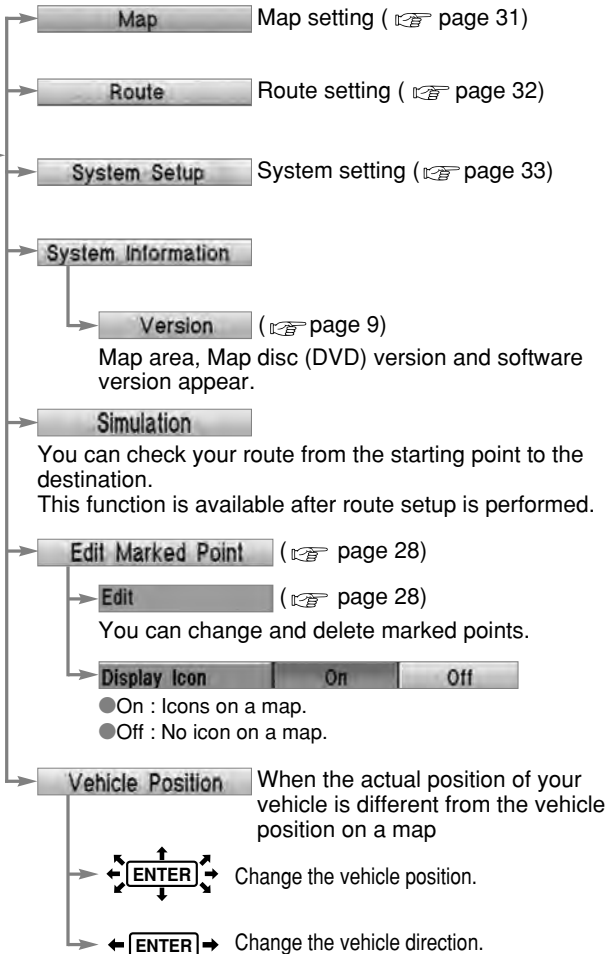 Map Map setting ( page 31)
Route Route setting ( page 32)
System Setup System setting ( page 33)
System Information
Version ( page 9)
Map area, Map disc (DVD) version and software
version appear.
Simulation
You can check your route from the starting point to the
destination.
This function is available after route setup is performed.
Edit Marked Point ( page 28)
Edit ( page 28)
You can change and delete marked points.
Display Icon On Off
●On : Icons on a map.
●Off : No icon on a map.
Vehicle Position When the actual position of your
vehicle is different from the vehicle
position on a map
ENTER Change the vehicle position.
ENTER Change the vehicle direction.